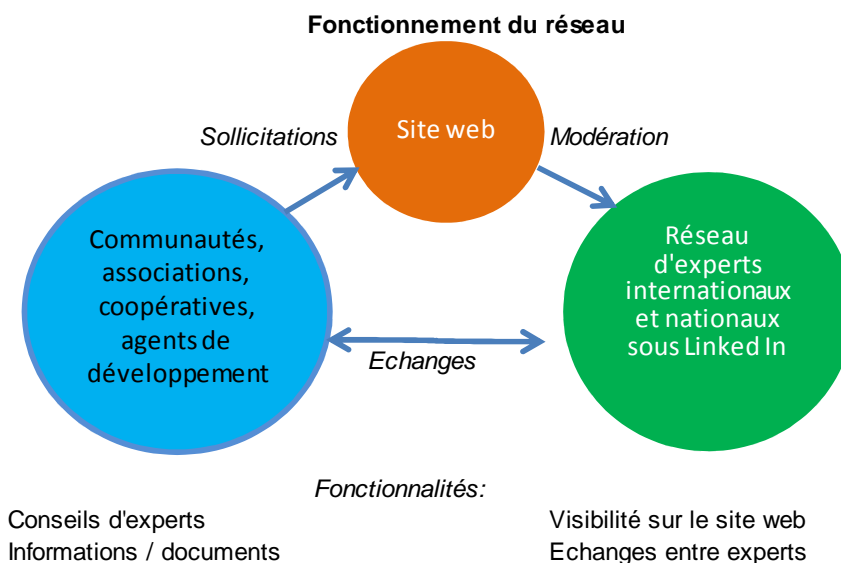 Fonctionnement du réseau
Sollicitations
Site web
Modération
Communautés,
associations,
coopératives,
agents de
développement
Réseau
d'experts
internationaux
et nationaux
sous Linked In
Echanges
Fonctionnalités:
Conseils d'experts
Informations / documents
Visibilité sur le site web
Echanges entre experts